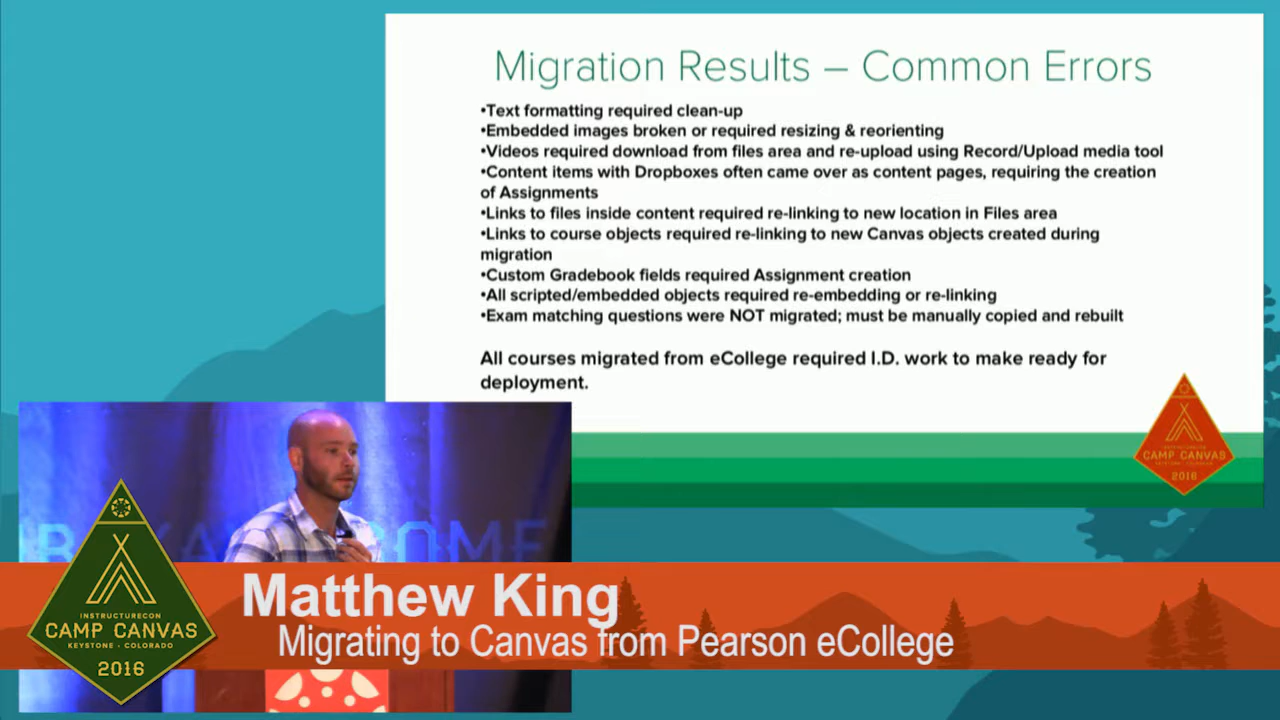 Migration Results – Common Errors
•Text formatting required clean-up
•Embedded images broken or required resizing & reorienting
•Videos required download from files area and re-upload using Record/Upload media tool
•Content items with Dropboxes often came over as content pages, requiring the creation
of Assignments
•Links to files inside content required re-linking to new location in Files area
•Links to course objects required re-linking to new Canvas objects created during
migration
•Custom Gradebook fields required Assignment creation
•All scripted/embedded objects required re-embedding or re-linking
•Exam matching questions were NOT migrated; must be manually copied and rebuilt
All courses migrated from eCollege required I.D. work to make ready for
deployment.
INSTRUCTURECON
CAMP CANVAS
KEYSTONE - COLORADO
2016
Matthew King
Migrating to Canvas from Pearson eCollege
INSTRUCTURECON
CAMP CANVAS
KEYSTONE · COLORADO
2016